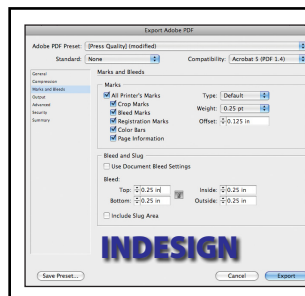 Export Adobe PDF
Adobe PDF Preset: [Press Quality] (modified)
Standard: None Compatibility: Acrobat 5 (PDF 1.4)
General
Compression
Marks and Bleeds
Output
Advanced
Security
Summary
Marks and Bleeds
Marks
All Printer's Marks
Crop Marks
Bleed Marks
Registration Marks
Color Bars
Page Information
Type: Default
Weight: 0.25 pt
Offset: 0.125 in
Bleed and Slug
Use Document Bleed Settings
Bleed:
Top: 0.25 in Inside: 0.25 in
Bottom: 0.25 in Outside: 0.25 in
Include Slug Area
INDESIGN
Save Preset... Cancel Export